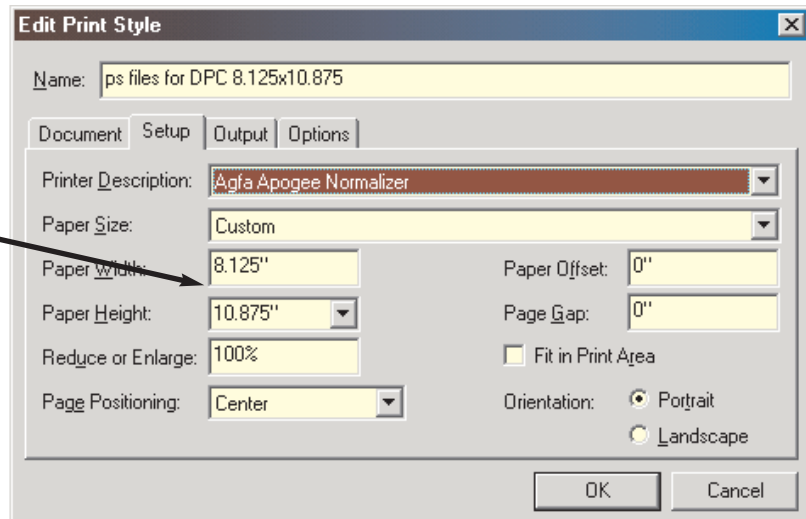 Edit Print Style
Name: ps files for DPC 8.125x10.875
Document Setup Output Options
Printer Description: Agfa Apogee Normalizer
Paper Size: Custom
Paper Width: 8.125" Paper Offset: 0"
Paper Height: 10.875" Page Gap: 0"
Reduce or Enlarge: 100% Fit in Print Area
Page Positioning: Center Orientation: Portrait
Landscape
OK Cancel